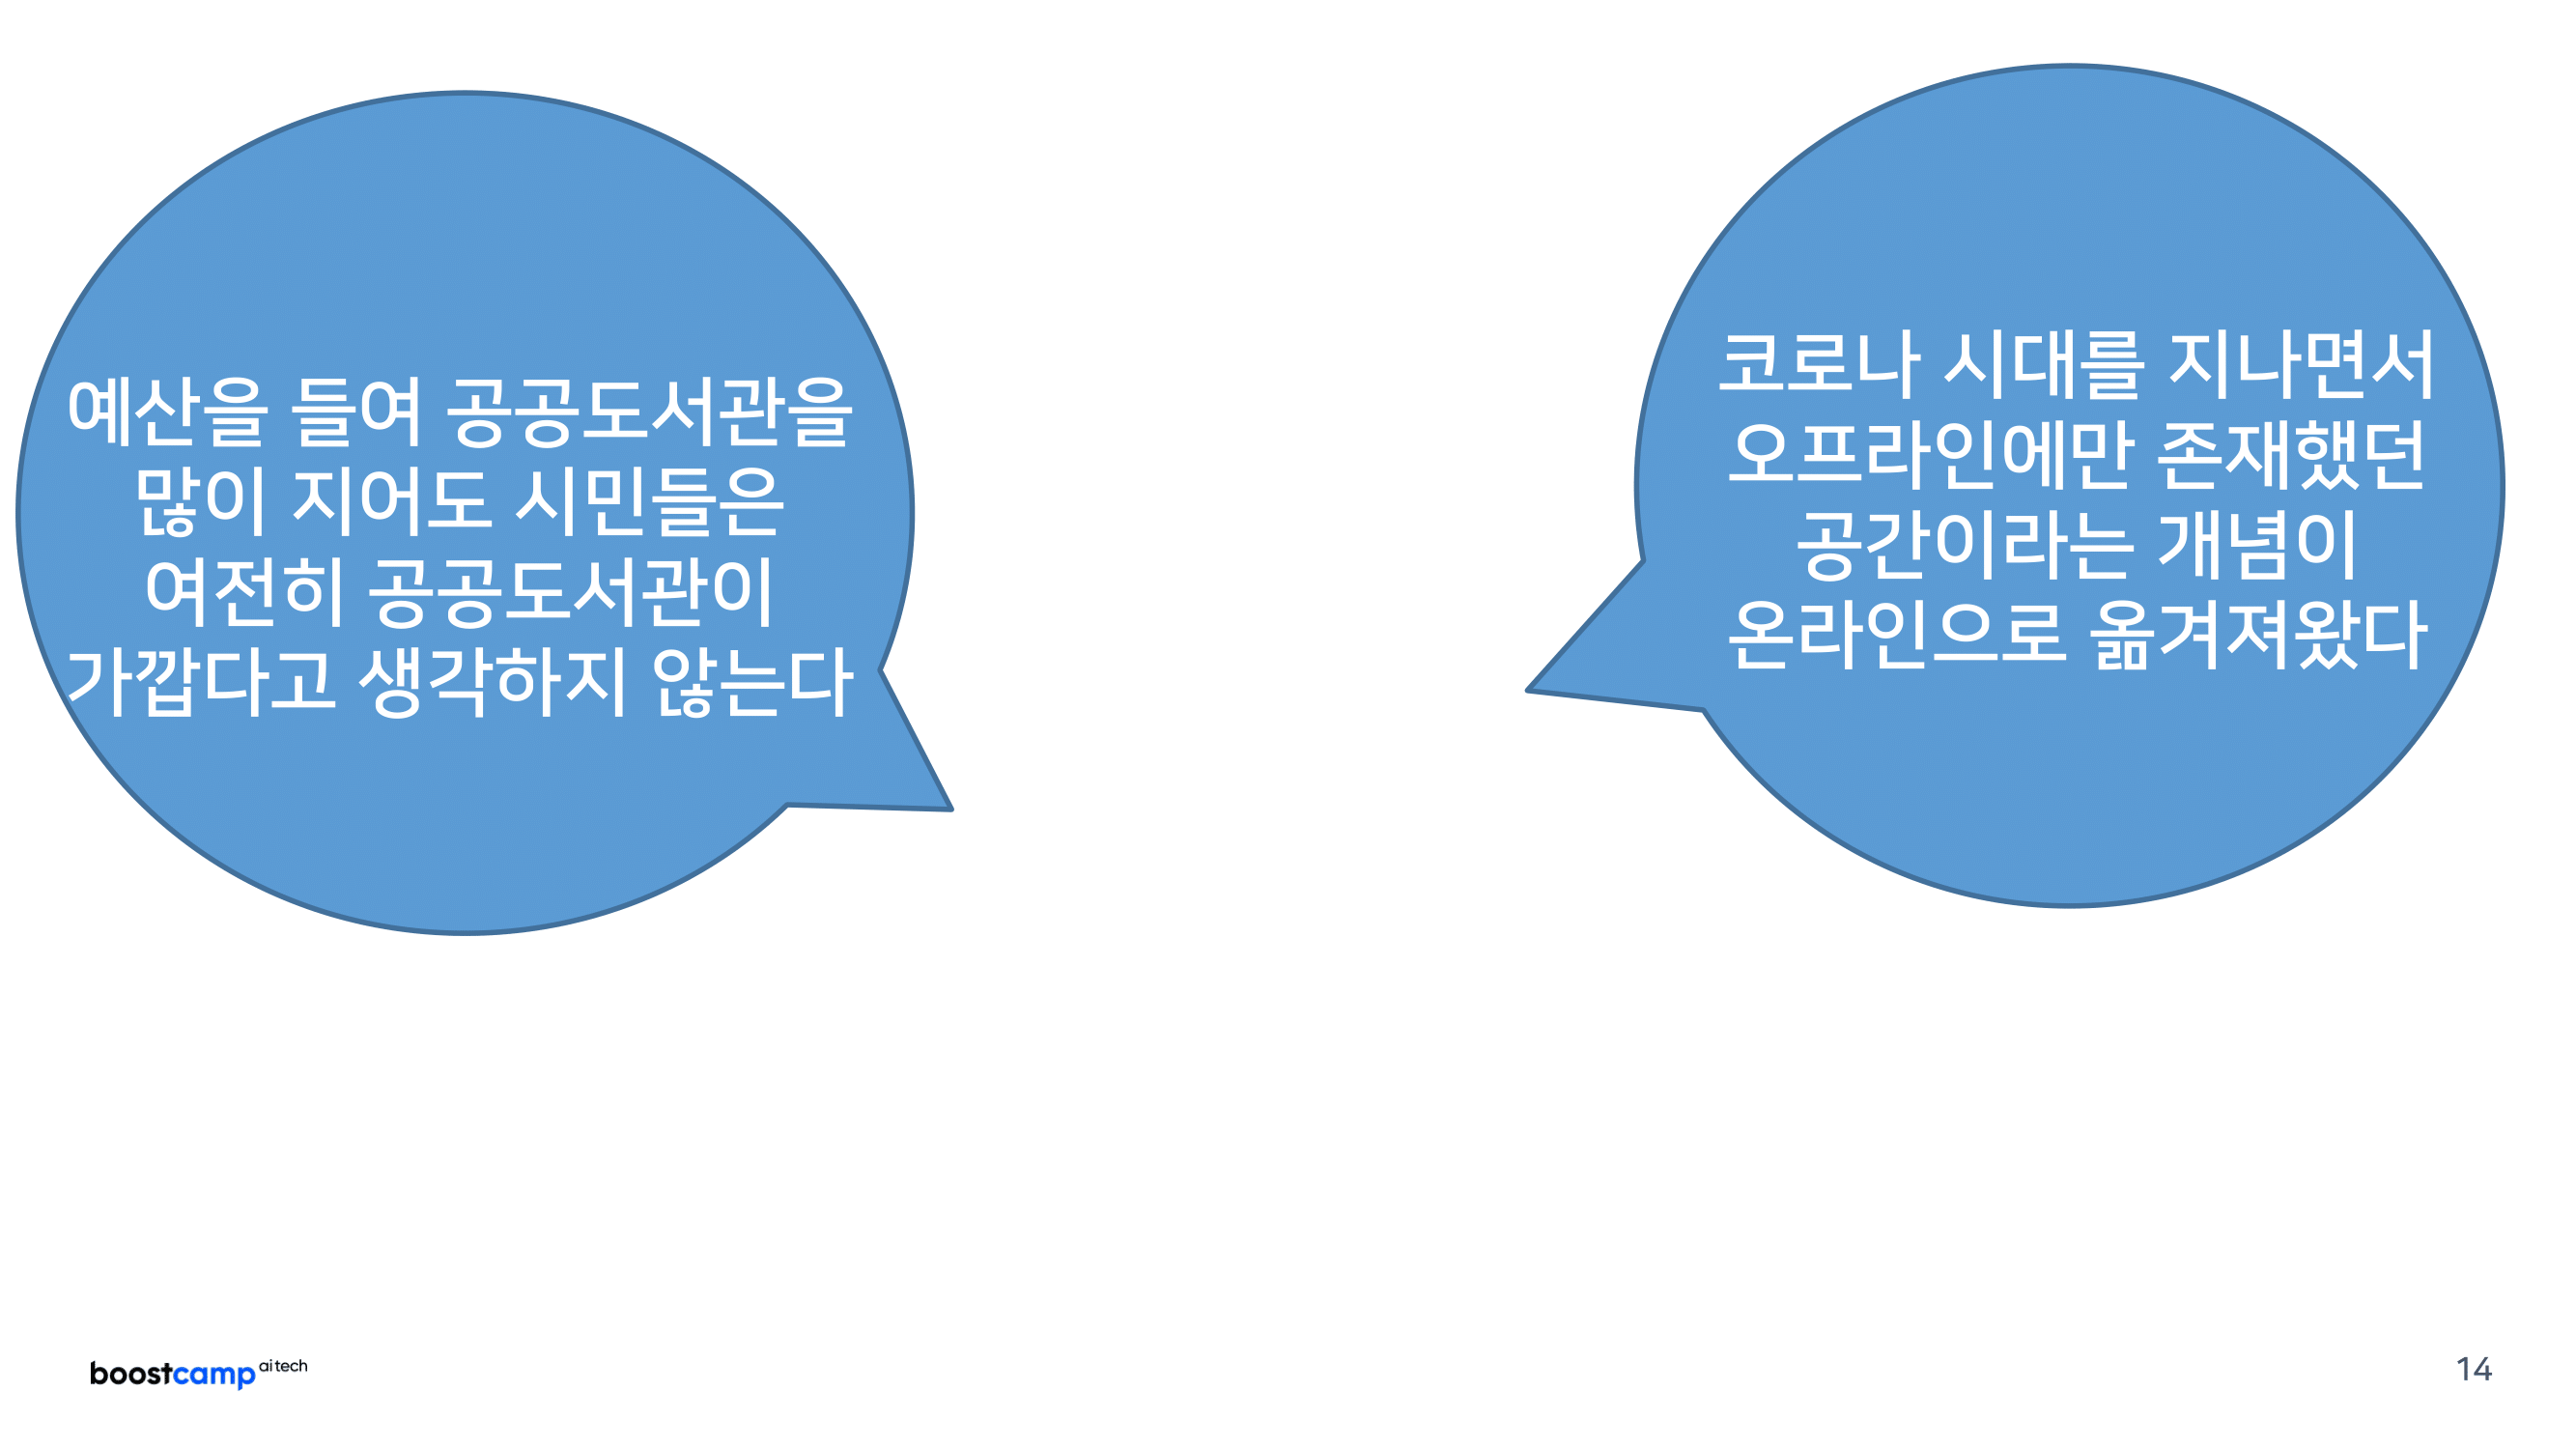 예산을 들여 공공도서관을
많이 지어도 시민들은
여전히 공공도서관이
가깝다고 생각하지 않는다
코로나 시대를 지나면서
오프라인에만 존재했던
공간이라는 개념이
온라인으로 옮겨져왔다
boostcamp ai tech
14